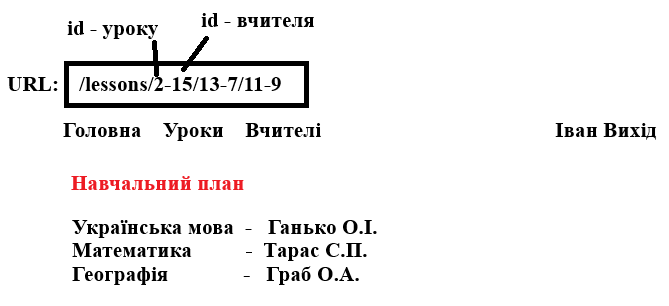 id - уроку
id - вчителя
URL: /lessons/2-15/13-7/11-9
Головна Уроки Вчителі Іван Вихід
Навчальний план
Українська мова - Ганько О.І.
Математика - Тарас С.П.
Географія - Граб О.А.